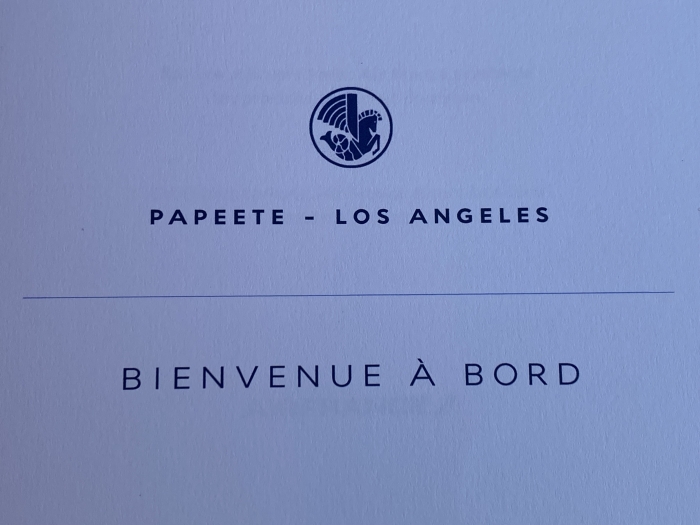 PAPEETE - LOS ANGELES
BIENVENUE À BORD